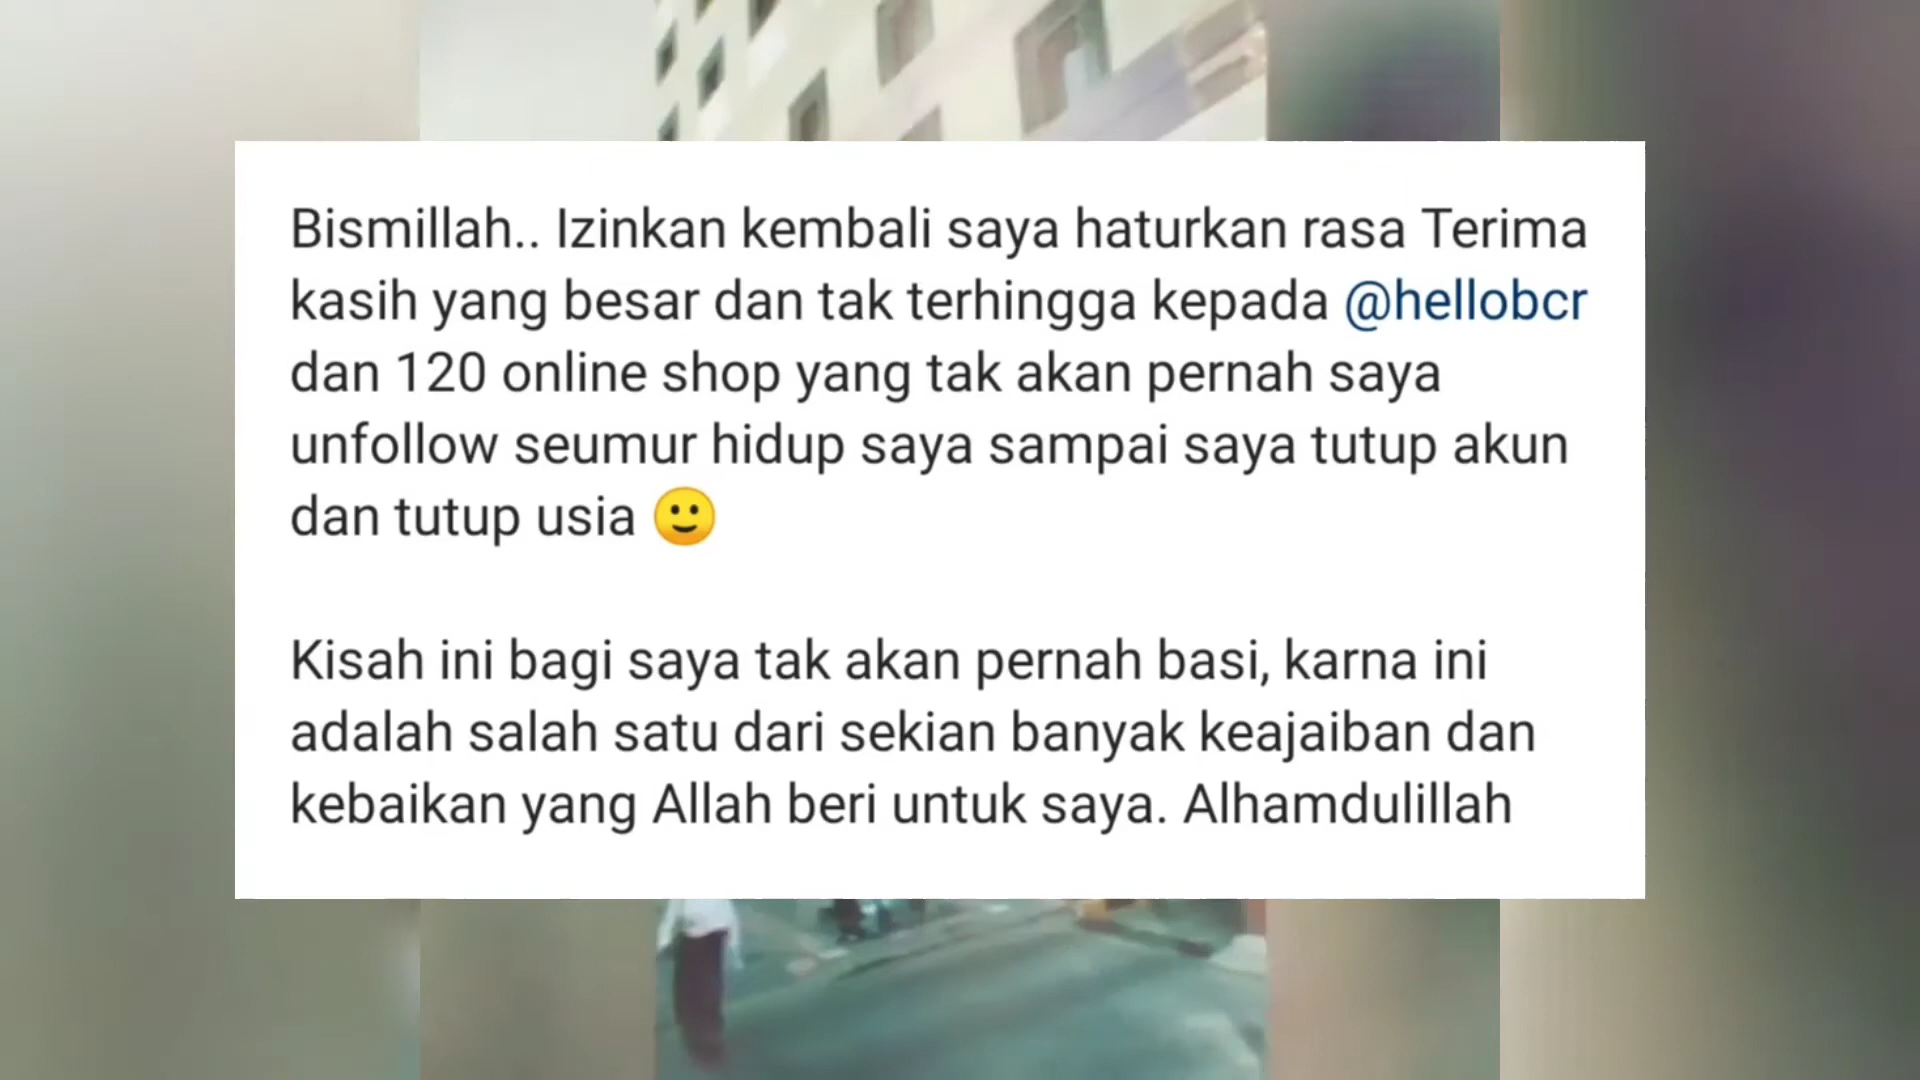 Bismillah.. Izinkan kembali saya haturkan rasa Terima
kasih yang besar dan tak terhingga kepada @hellobcr
dan 120 online shop yang tak akan pernah saya
unfollow seumur hidup saya sampai saya tutup akun
dan tutup usia 🙂
Kisah ini bagi saya tak akan pernah basi, karna ini
adalah salah satu dari sekian banyak keajaiban dan
kebaikan yang Allah beri untuk saya. Alhamdulillah